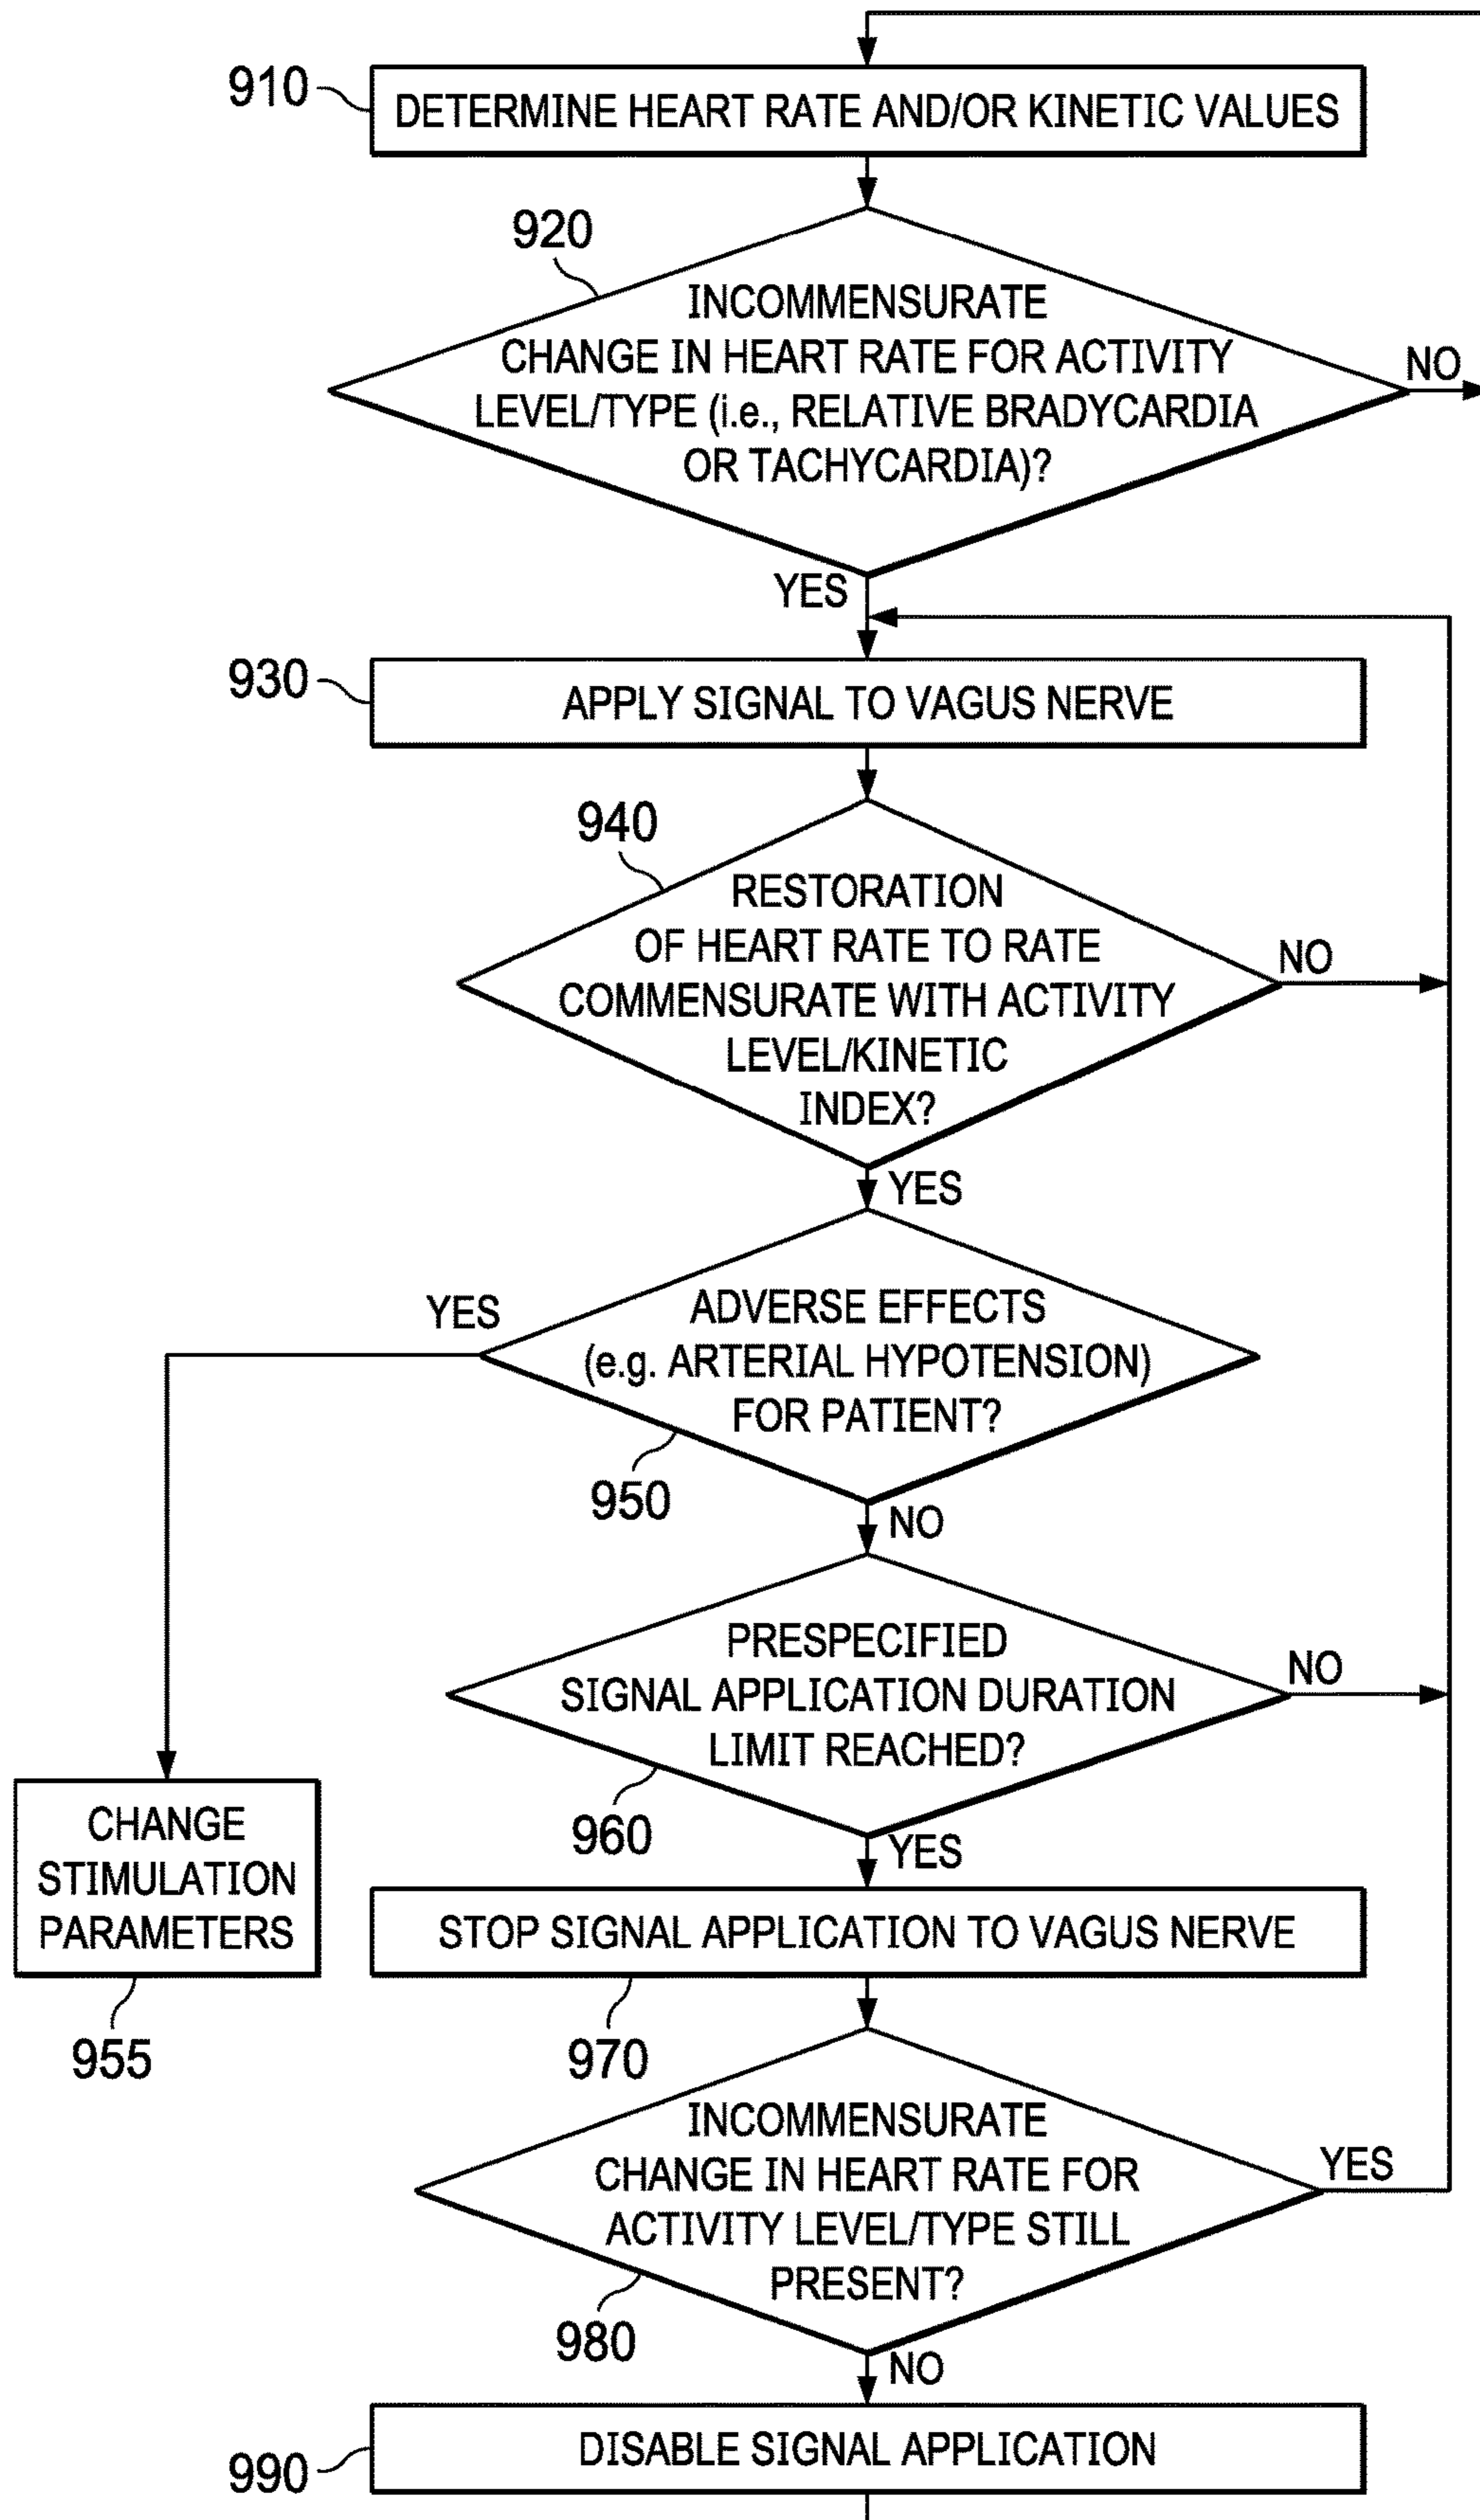 910
DETERMINE HEART RATE AND/OR KINETIC VALUES
920
INCOMMENSURATE
CHANGE IN HEART RATE FOR ACTIVITY
LEVEL/TYPE (i.e., RELATIVE BRADYCARDIA
OR TACHYCARDIA)?
NO
YES
930
APPLY SIGNAL TO VAGUS NERVE
940
RESTORATION
OF HEART RATE TO RATE
COMMENSURATE WITH ACTIVITY
LEVEL/KINETIC
INDEX?
NO
YES
YES
ADVERSE EFFECTS
(e.g. ARTERIAL HYPOTENSION)
FOR PATIENT?
950
NO
PRESPECIFIED
SIGNAL APPLICATION DURATION
LIMIT REACHED?
NO
960
YES
CHANGE
STIMULATION
PARAMETERS
955
STOP SIGNAL APPLICATION TO VAGUS NERVE
970
INCOMMENSURATE
CHANGE IN HEART RATE FOR
ACTIVITY LEVEL/TYPE STILL
PRESENT?
YES
980
NO
990
DISABLE SIGNAL APPLICATION